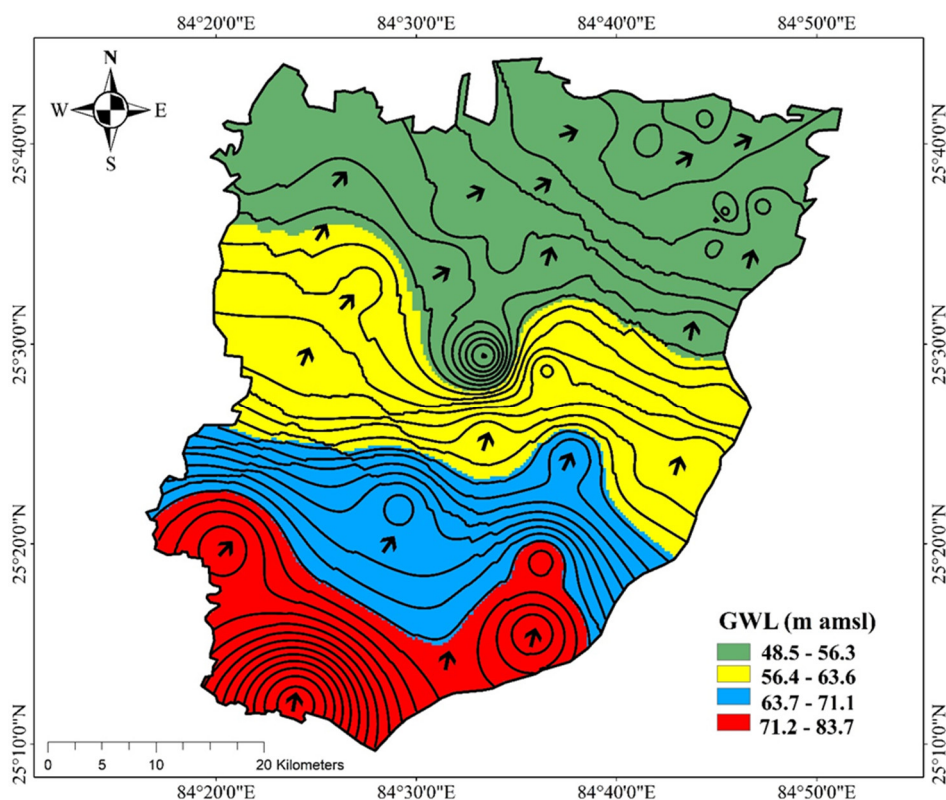 84°20'0"E 84°30'0"E 84°40'0"E 84°50'0"E
N
W E
S
25°40'0"N 25°40'0"N
25°30'0"N 25°30'0"N
25°20'0"N 25°20'0"N
25°10'0"N 25°10'0"N
GWL (m amsl)
48.5 - 56.3
56.4 - 63.6
63.7 - 71.1
71.2 - 83.7
0 5 10 20 Kilometers
84°20'0"E 84°30'0"E 84°40'0"E 84°50'0"E